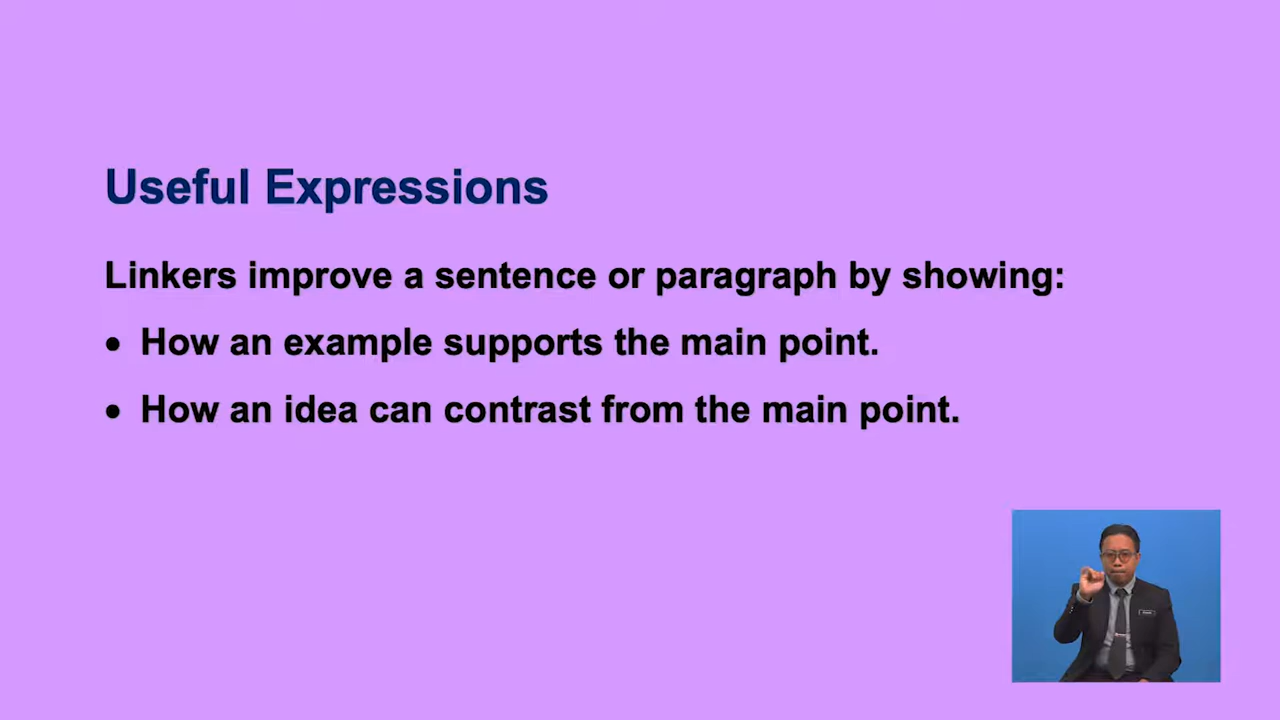 Useful Expressions
Linkers improve a sentence or paragraph by showing:
• How an example supports the main point.
• How an idea can contrast from the main point.